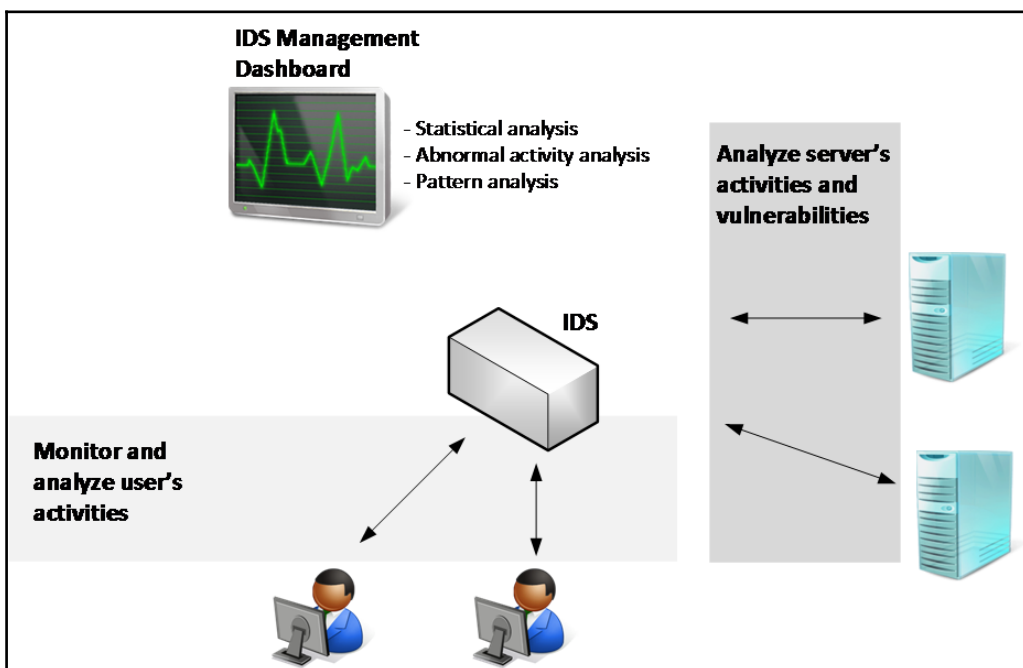 IDS Management
Dashboard
- Statistical analysis
- Abnormal activity analysis
- Pattern analysis
Analyze server's
activities and
vulnerabilities
IDS
Monitor and
analyze user's
activities